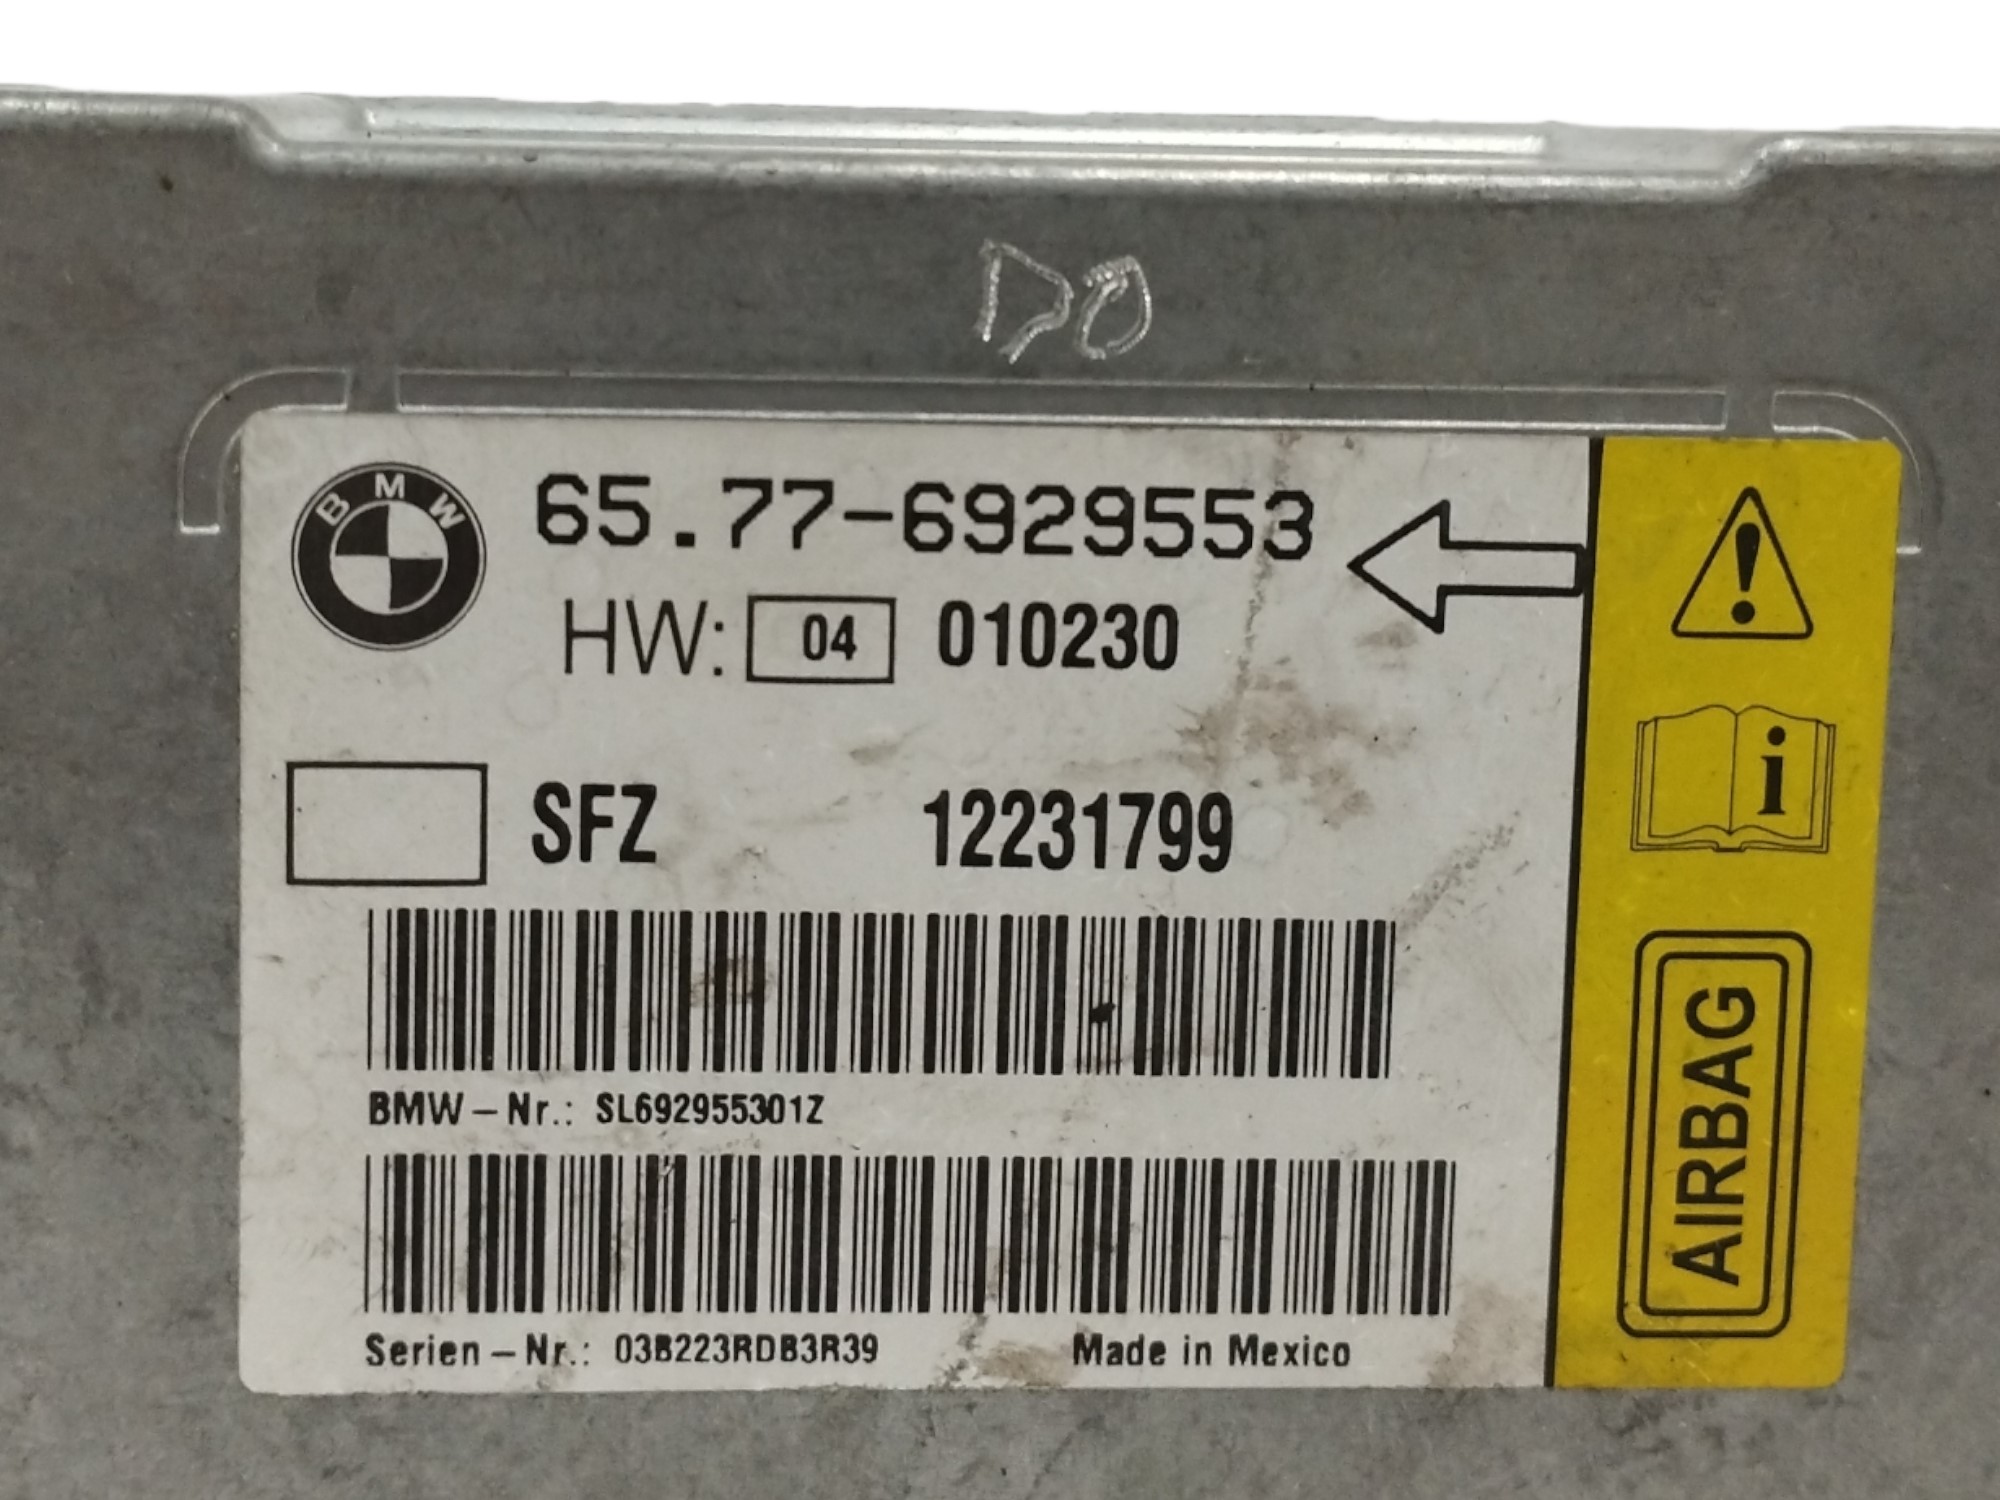 DO
BMW
65.77-6929553
HW: 04 010230
SFZ 12231799
BMW-Nr.: SL692955301Z
Serien-Nr.: 03B223RDB3R39 Made in Mexico
i
AIRBAG